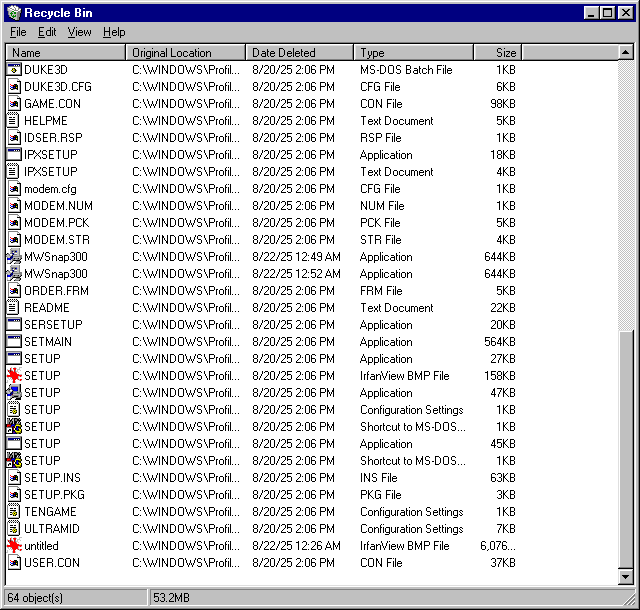 Recycle Bin
File Edit View Help
Name Original Location Date Deleted Type Size
DUKE3D C:\WINDOWS\Profil... 8/20/25 2:06 PM MS-DOS Batch File 1KB
DUKE3D.CFG C:\WINDOWS\Profil... 8/20/25 2:06 PM CFG File 6KB
GAME.CON C:\WINDOWS\Profil... 8/20/25 2:06 PM CON File 98KB
HELPME C:\WINDOWS\Profil... 8/20/25 2:06 PM Text Document 5KB
IDSER.RSP C:\WINDOWS\Profil... 8/20/25 2:06 PM RSP File 1KB
IPXSETUP C:\WINDOWS\Profil... 8/20/25 2:06 PM Application 18KB
IPXSETUP C:\WINDOWS\Profil... 8/20/25 2:06 PM Text Document 4KB
modem.cfg C:\WINDOWS\Profil... 8/20/25 2:06 PM CFG File 1KB
MODEM.NUM C:\WINDOWS\Profil... 8/20/25 2:06 PM NUM File 1KB
MODEM.PCK C:\WINDOWS\Profil... 8/20/25 2:06 PM PCK File 5KB
MODEM.STR C:\WINDOWS\Profil... 8/20/25 2:06 PM STR File 4KB
MWSnap300 C:\WINDOWS\Profil... 8/22/25 12:49 AM Application 644KB
MWSnap300 C:\WINDOWS\Profil... 8/22/25 12:52 AM Application 644KB
ORDER.FRM C:\WINDOWS\Profil... 8/20/25 2:06 PM FRM File 5KB
README C:\WINDOWS\Profil... 8/20/25 2:06 PM Text Document 22KB
SERSETUP C:\WINDOWS\Profil... 8/20/25 2:06 PM Application 20KB
SETMAIN C:\WINDOWS\Profil... 8/20/25 2:06 PM Application 564KB
SETUP C:\WINDOWS\Profil... 8/20/25 2:06 PM Application 27KB
SETUP C:\WINDOWS\Profil... 8/20/25 2:06 PM IrfanView BMP File 158KB
SETUP C:\WINDOWS\Profil... 8/20/25 2:06 PM Application 47KB
SETUP C:\WINDOWS\Profil... 8/20/25 2:06 PM Configuration Settings 1KB
SETUP C:\WINDOWS\Profil... 8/20/25 2:06 PM Shortcut to MS-DOS... 1KB
SETUP C:\WINDOWS\Profil... 8/20/25 2:06 PM Application 45KB
SETUP C:\WINDOWS\Profil... 8/20/25 2:06 PM Shortcut to MS-DOS... 1KB
SETUP.INS C:\WINDOWS\Profil... 8/20/25 2:06 PM INS File 63KB
SETUP.PKG C:\WINDOWS\Profil... 8/20/25 2:06 PM PKG File 3KB
TENGAME C:\WINDOWS\Profil... 8/20/25 2:06 PM Configuration Settings 1KB
ULTRAMID C:\WINDOWS\Profil... 8/20/25 2:06 PM Configuration Settings 7KB
untitled C:\WINDOWS\Profil... 8/22/25 12:26 AM IrfanView BMP File 6,076...
USER.CON C:\WINDOWS\Profil... 8/20/25 2:06 PM CON File 37KB
64 object(s) 53.2MB